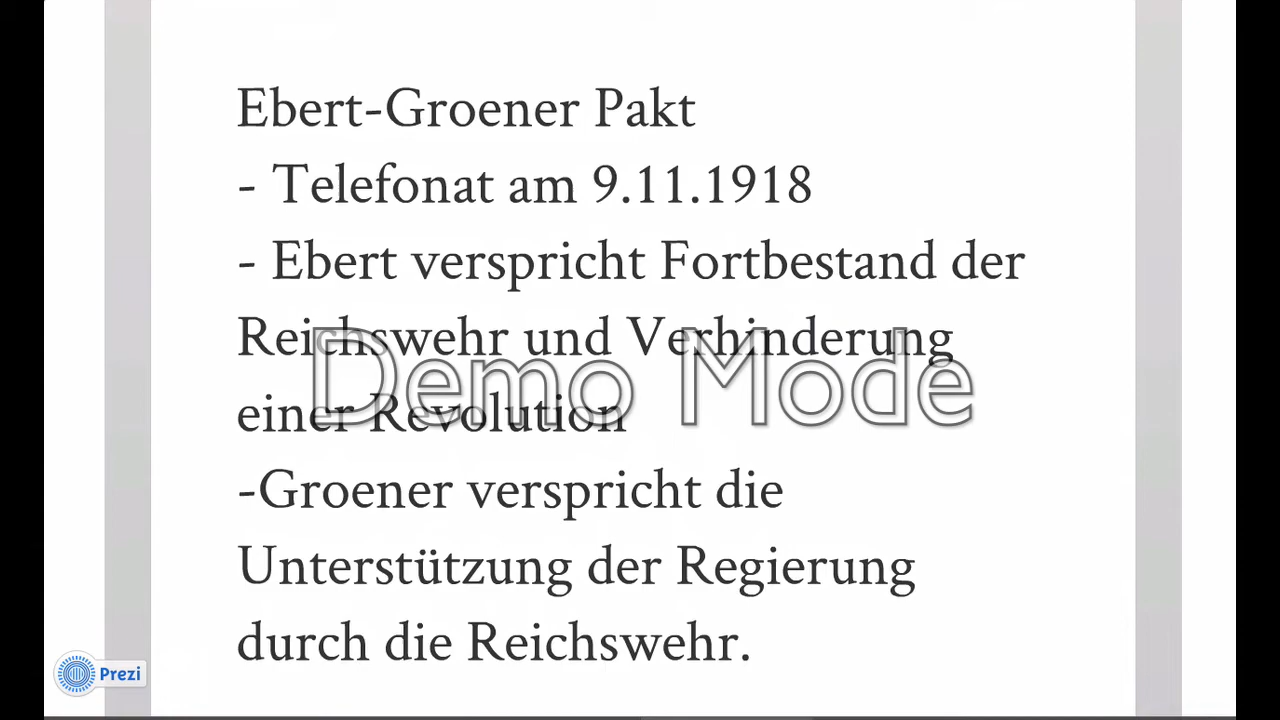 Ebert-Groener Pakt
- Telefonat am 9.11.1918
- Ebert verspricht Fortbestand der
Reichswehr und Verhinderung
einer Revolution
Demo Mode
-Groener verspricht die
Unterstützung der Regierung
durch die Reichswehr.
Prezi